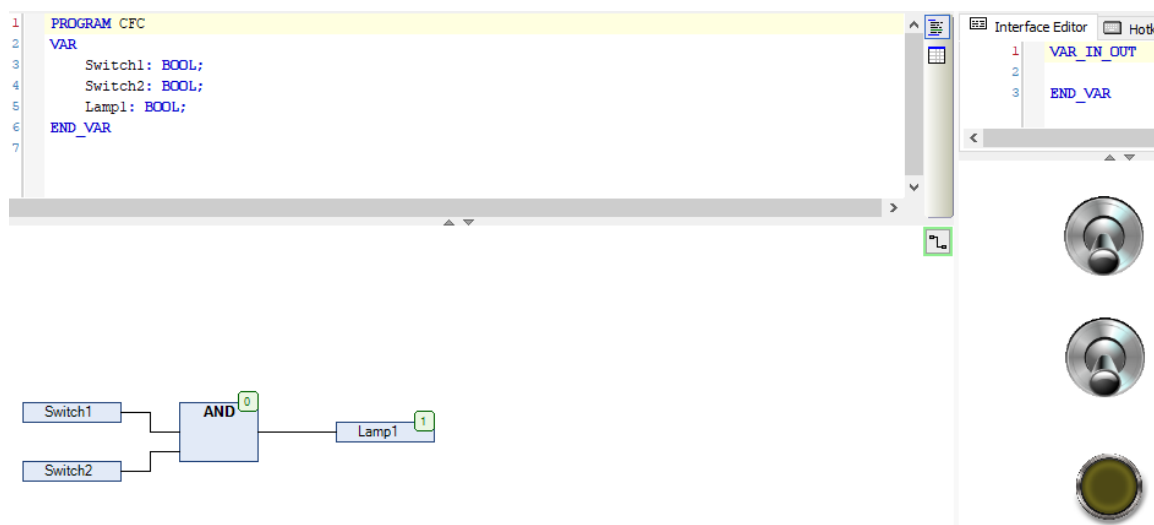 1 PROGRAM CFC
2 VAR
3 Switch1: BOOL;
4 Switch2: BOOL;
5 Lamp1: BOOL;
6 END_VAR
7
Interface Editor
1 VAR_IN_OUT
2
3 END_VAR
Switch1
AND
0
Lamp1
1
Switch2